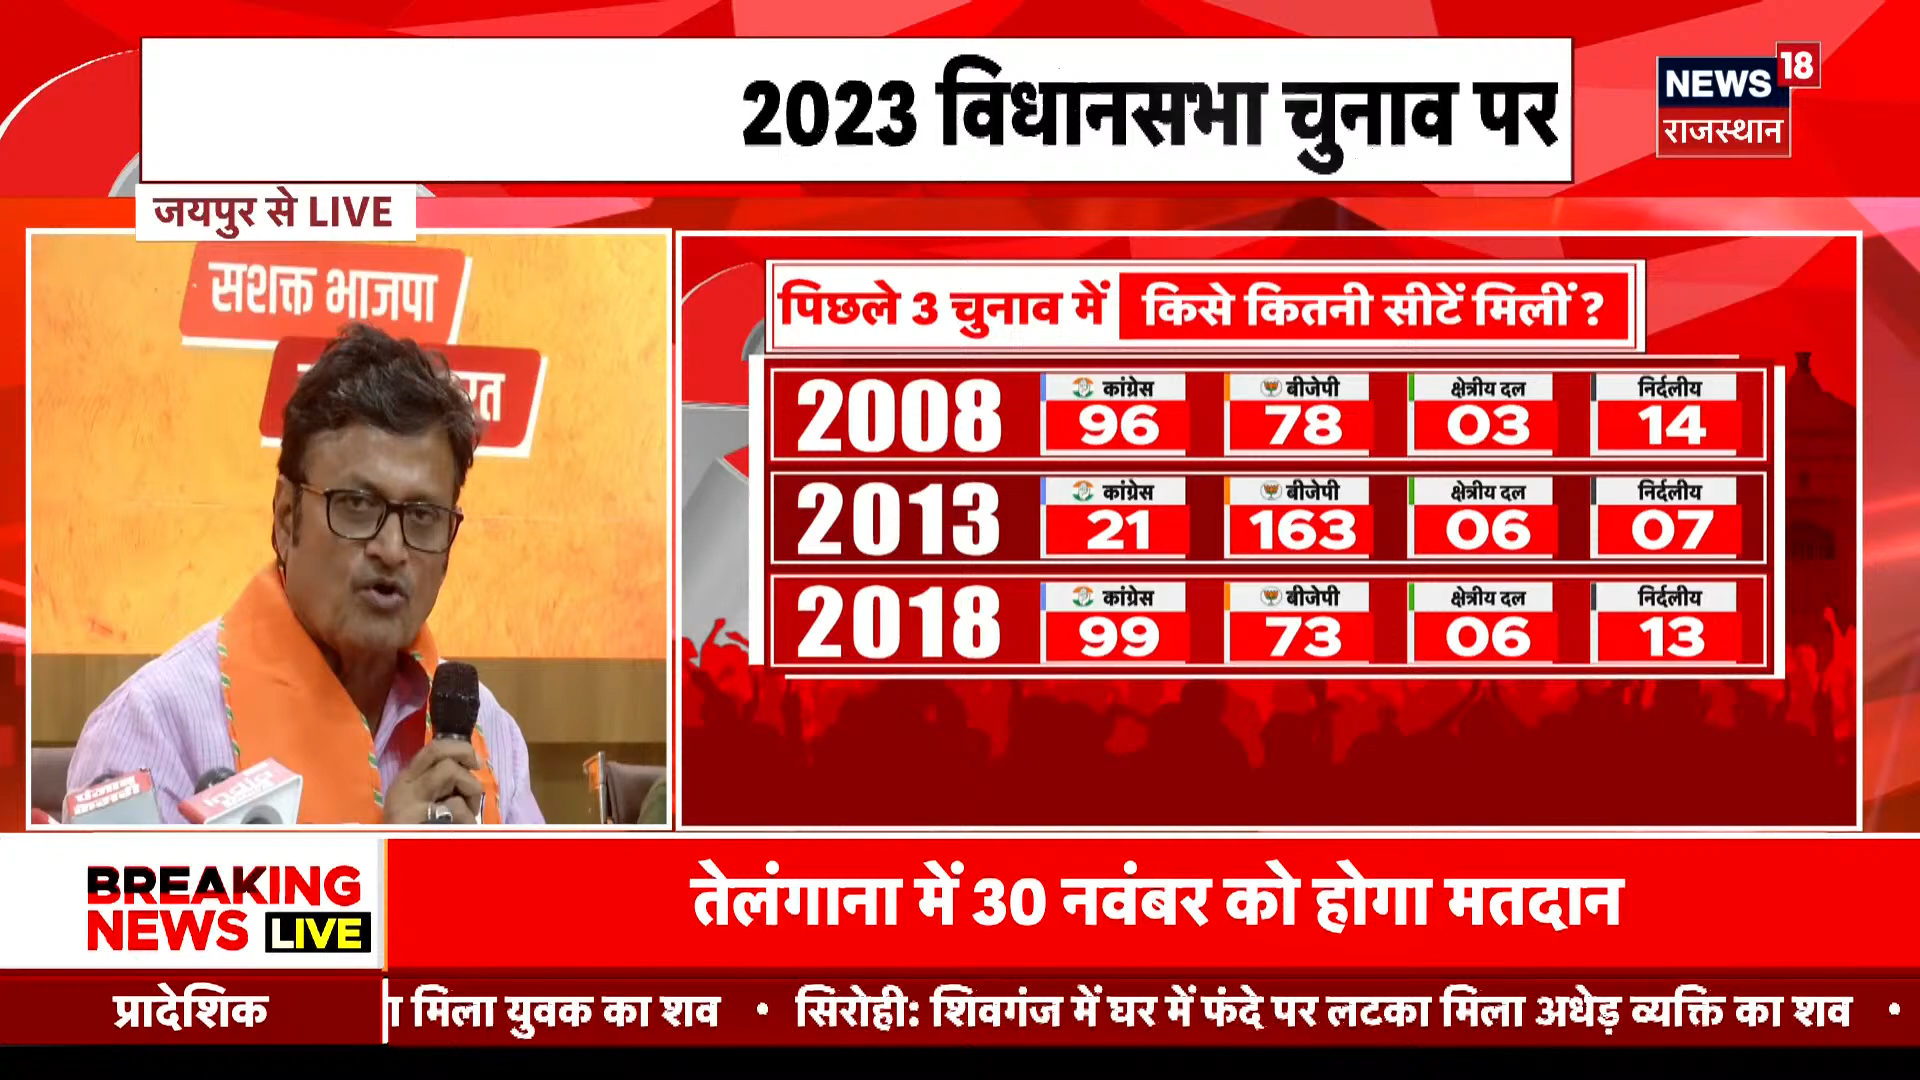 2023 विधानसभा चुनाव पर
NEWS 18
राजस्थान
जयपुर से LIVE
सशक्त भाजपा
पिछले 3 चुनाव में किसे कितनी सीटें मिलीं ?
2008 कांग्रेस 96 बीजेपी 78 क्षेत्रीय दल 03 निर्दलीय 14
2013 कांग्रेस 21 बीजेपी 163 क्षेत्रीय दल 06 निर्दलीय 07
2018 कांग्रेस 99 बीजेपी 73 क्षेत्रीय दल 06 निर्दलीय 13
BREAKING NEWS LIVE
तेलंगाना में 30 नवंबर को होगा मतदान
प्रादेशिक
मिला युवक का शव • सिरोही: शिवगंज में घर में फंदे पर लटका मिला अधेड़ व्यक्ति का शव •